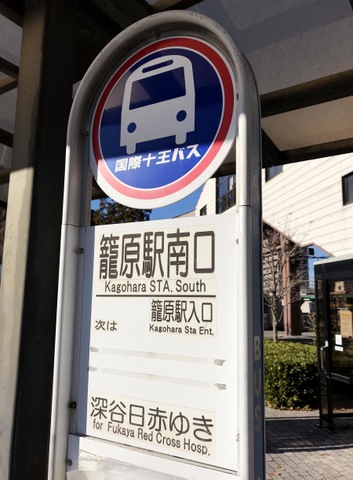 国際十王バス
籠原駅南口
Kagohara STA. South
次は
籠原駅入口
Kagohara Sta Ent.
深谷日赤ゆき
for Fukaya Red Cross Hosp.
BUS